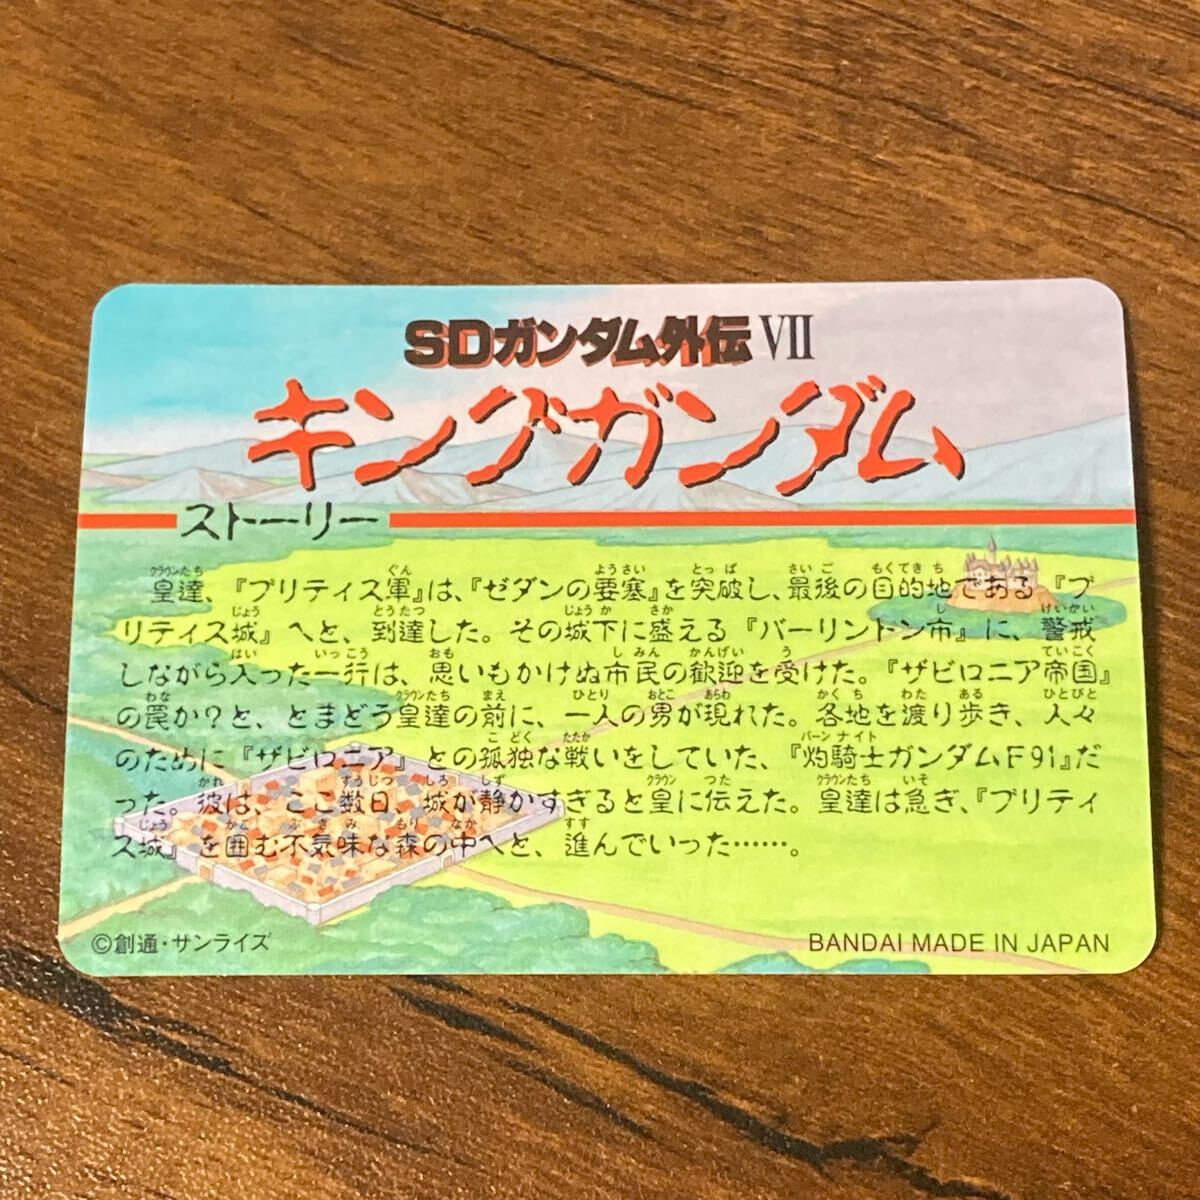 SDガンダム外伝 VII
キングガンダム
ストーリー
皇達、『ブリティス軍』は、『ゼダンの要塞』を突破し、最後の目的地である『ブ
リティス城』へと、到達した。その城下に盛える『バーリントン市』に、警戒
しながら入った一行は、思いもかけぬ市民の歓迎を受けた。『ザビロニア帝国』
の罠か?と、とまどう皇達の前に、一人の男が現れた。各地を渡り歩き、人々
のために『ザビロニア』との孤独な戦いをしていた、『灼騎士ガンダムF91』だ
った。彼は、ここ数日、城が静かすぎると皇に伝えた。皇達は急ぎ、『ブリティ
ス城』を囲む不気味な森の中へと、進んでいった……。
©創通・サンライズ
BANDAI MADE IN JAPAN